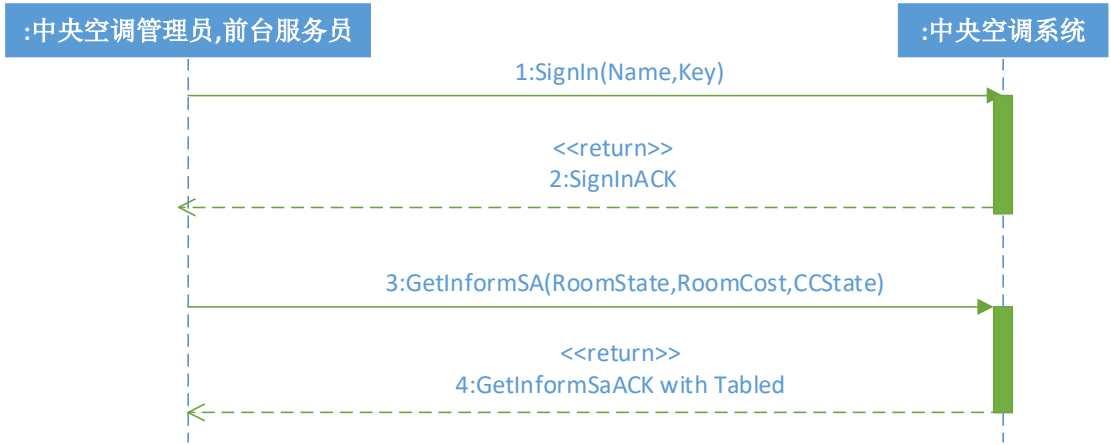 :中央空调管理员,前台服务员
:中央空调系统
1:SignIn(Name,Key)
<<return>>
2:SignInACK
3:GetInformSA(RoomState,RoomCost,CCState)
<<return>>
4:GetInformSaACK with Tabled